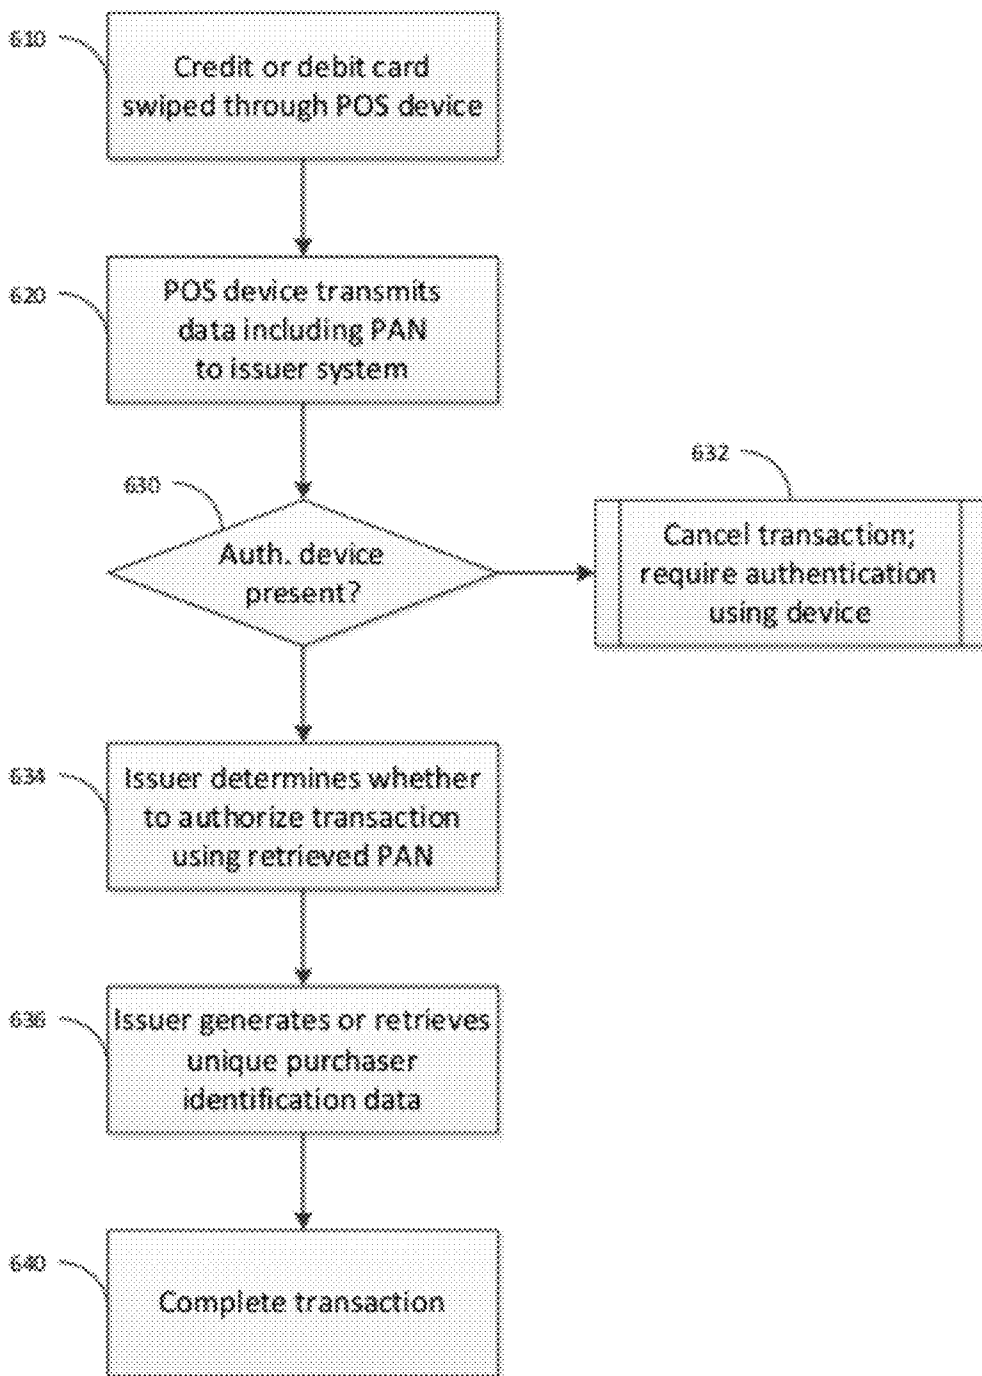 610
Credit or debit card
swiped through POS device
620
POS device transmits
data including PAN
to issuer system
630
Auth. device
present?
632
Cancel transaction;
require authentication
using device
634
Issuer determines whether
to authorize transaction
using retrieved PAN
636
Issuer generates or retrieves
unique purchaser
identification data
640
Complete transaction